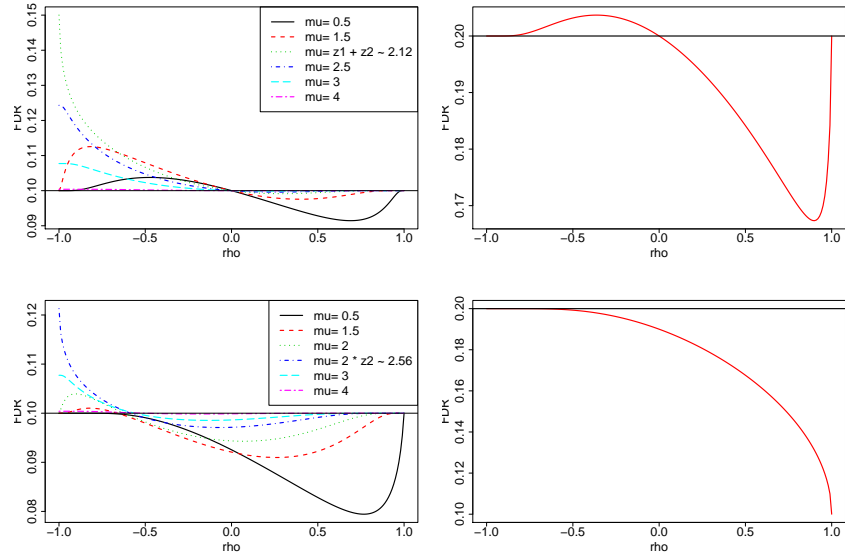 mu= 0.5
mu= 1.5
mu= z1 + z2 ~ 2.12
mu= 2.5
mu= 3
mu= 4
0.15
0.14
0.13
0.12
0.11
0.10
0.09
FDR
−1.0 −0.5 0.0 0.5 1.0
rho
0.20
0.19
0.18
0.17
FDR
−1.0 −0.5 0.0 0.5 1.0
rho
mu= 0.5
mu= 1.5
mu= 2
mu= 2 * z2 ~ 2.56
mu= 3
mu= 4
0.12
0.11
0.10
0.09
0.08
FDR
−1.0 −0.5 0.0 0.5 1.0
rho
0.20
0.18
0.16
0.14
0.12
0.10
FDR
−1.0 −0.5 0.0 0.5 1.0
rho